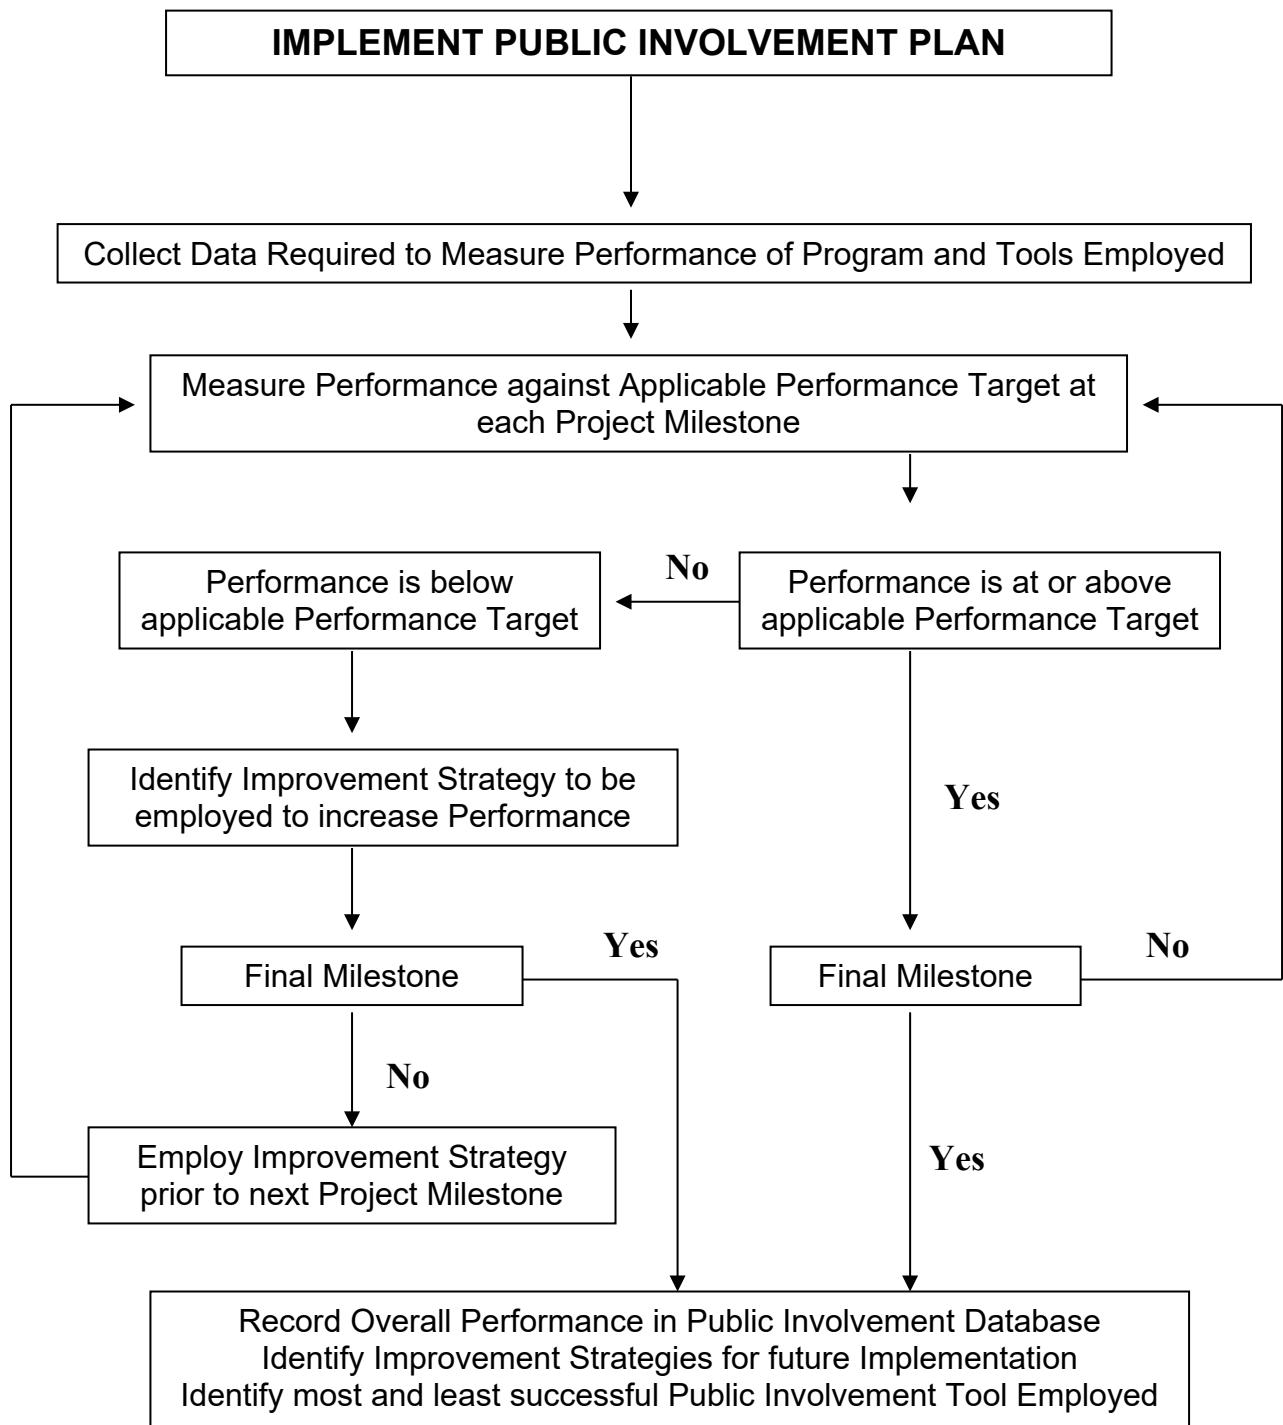 IMPLEMENT PUBLIC INVOLVEMENT PLAN
Collect Data Required to Measure Performance of Program and Tools Employed
Measure Performance against Applicable Performance Target at
each Project Milestone
Performance is below
applicable Performance Target
No
Performance is at or above
applicable Performance Target
Identify Improvement Strategy to be
employed to increase Performance
Yes
Final Milestone
Yes
Final Milestone
No
No
Employ Improvement Strategy
prior to next Project Milestone
Yes
Record Overall Performance in Public Involvement Database
Identify Improvement Strategies for future Implementation
Identify most and least successful Public Involvement Tool Employed